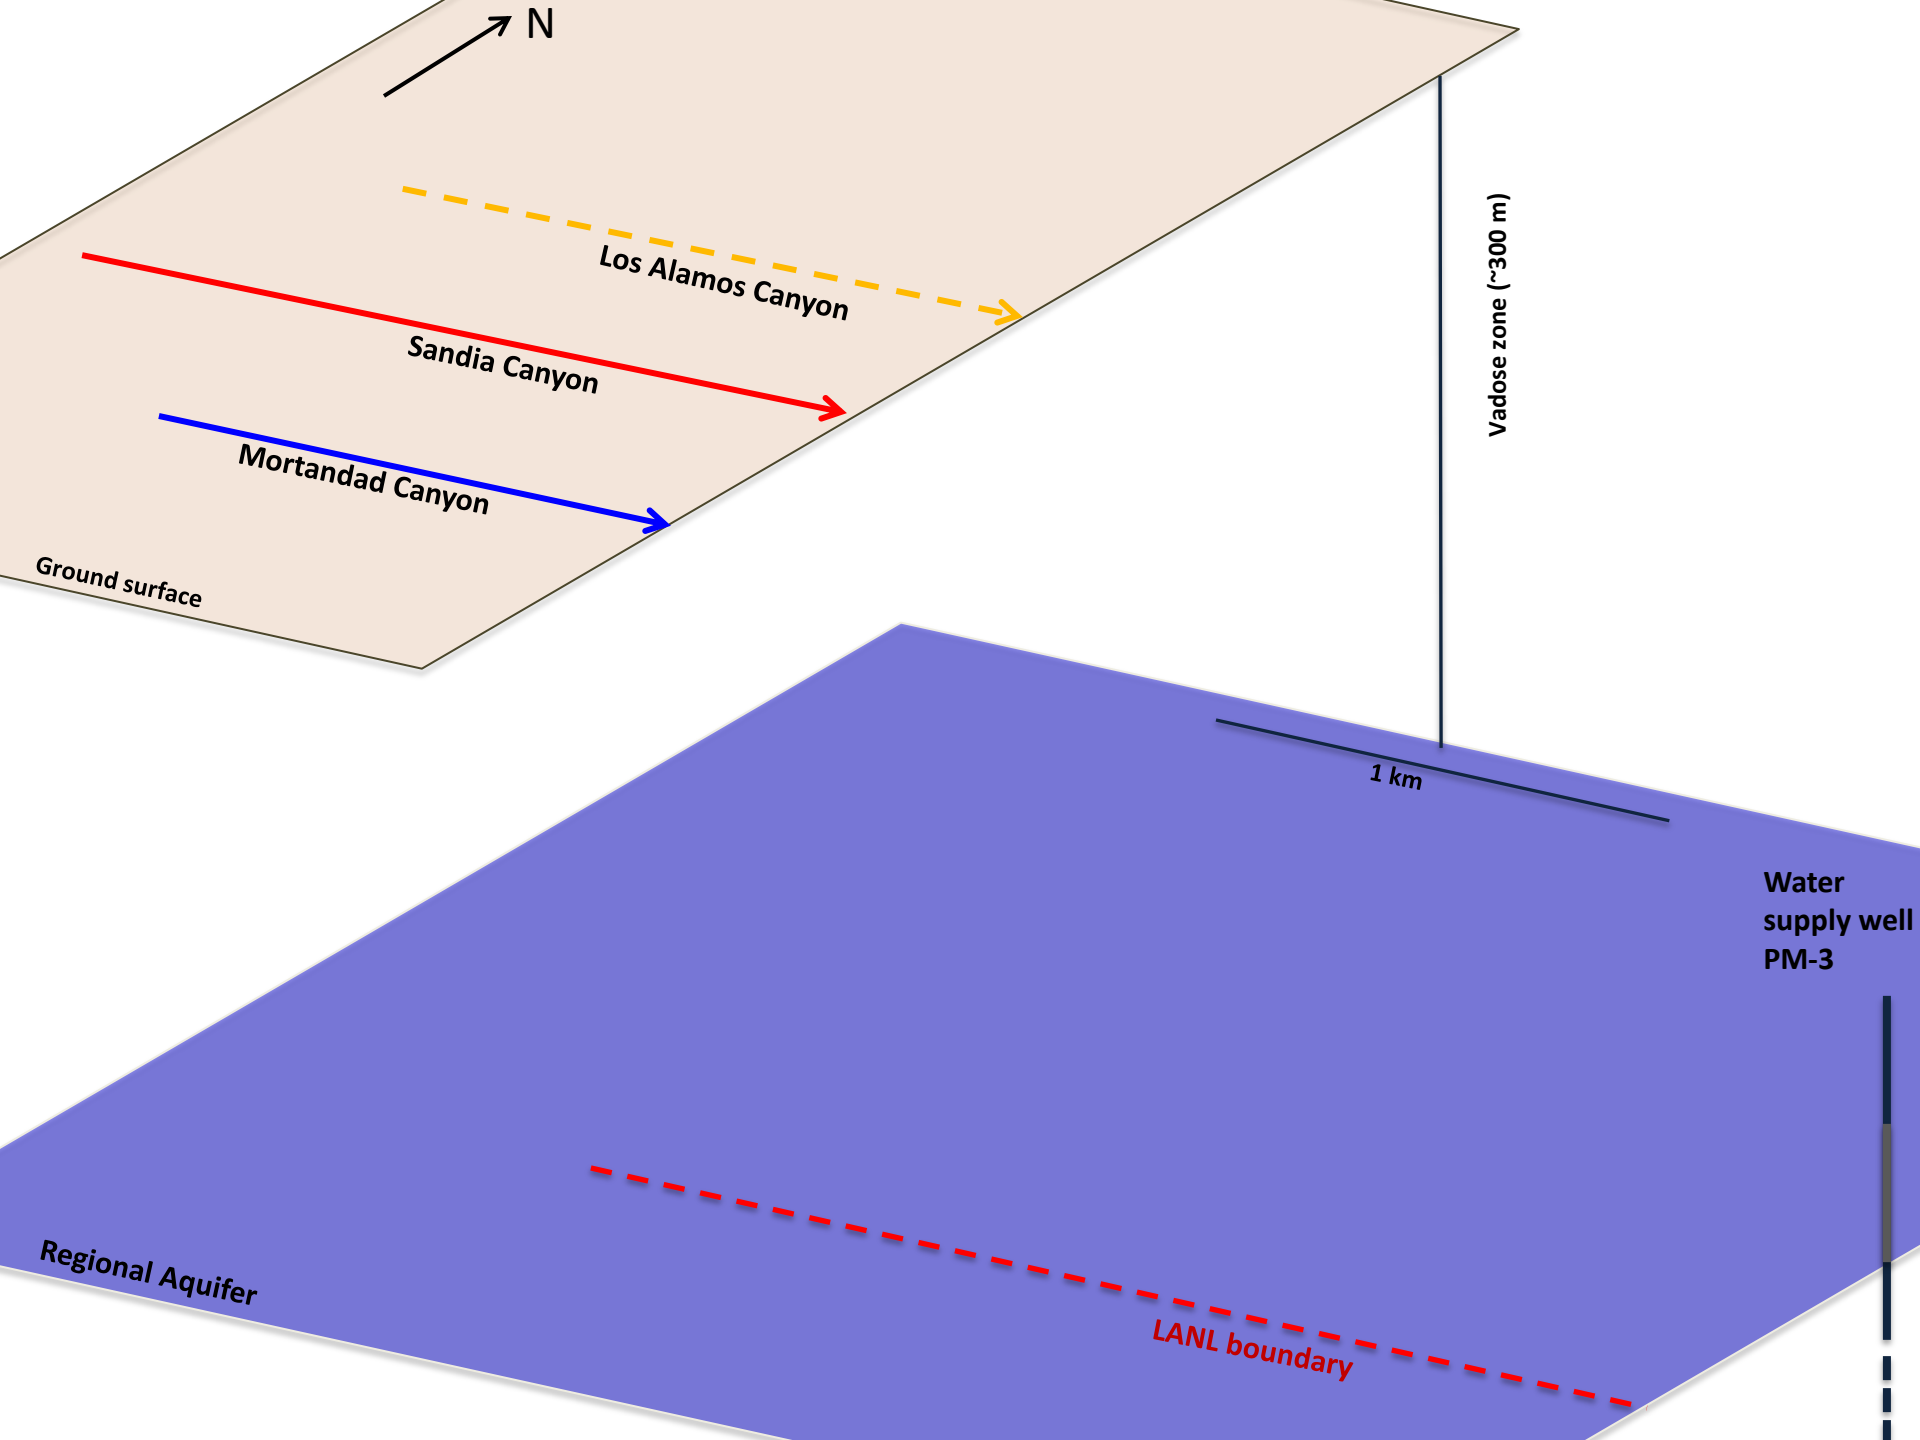 N
Los Alamos Canyon
Sandia Canyon
Mortandad Canyon
Ground surface
Vadose zone (~300 m)
1 km
Water
supply well
PM-3
Regional Aquifer
LANL boundary